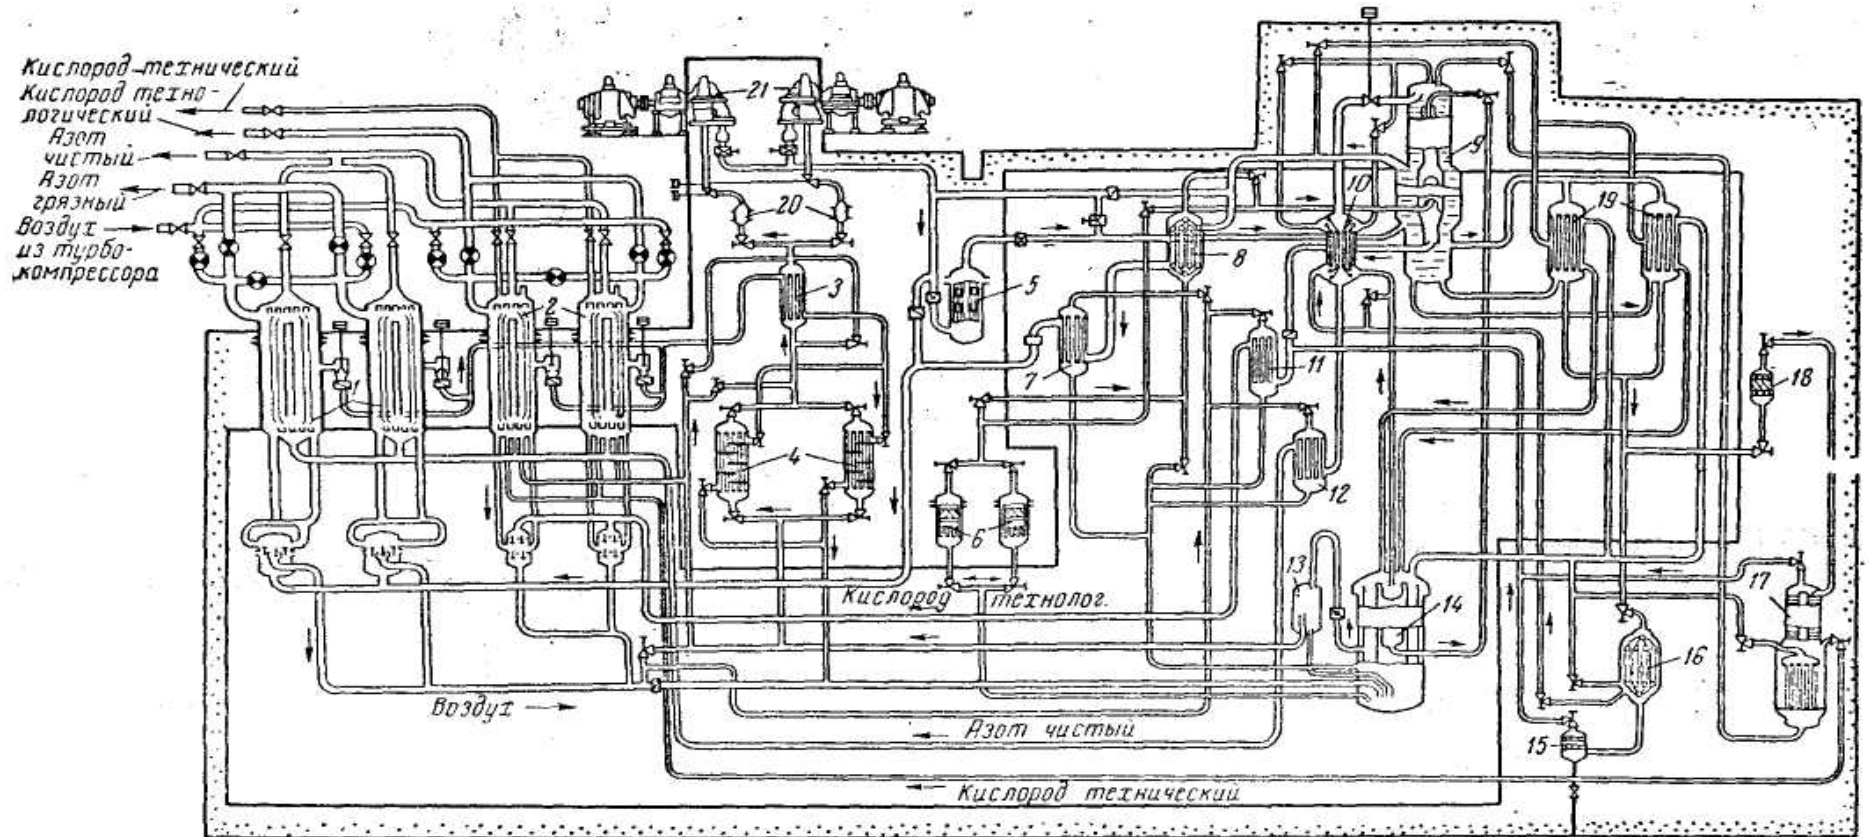 Кислород технический
Кислород техно-
логический
Азот
чистый
Азот
грязный
Воздух
из турбо-
компрессора
21
9
10
19
20
8
3
5
2
11
7
18
1
4
12
6
13
Кислород технолог.
17
14
16
Воздух
Азот чистый
15
Кислород технический